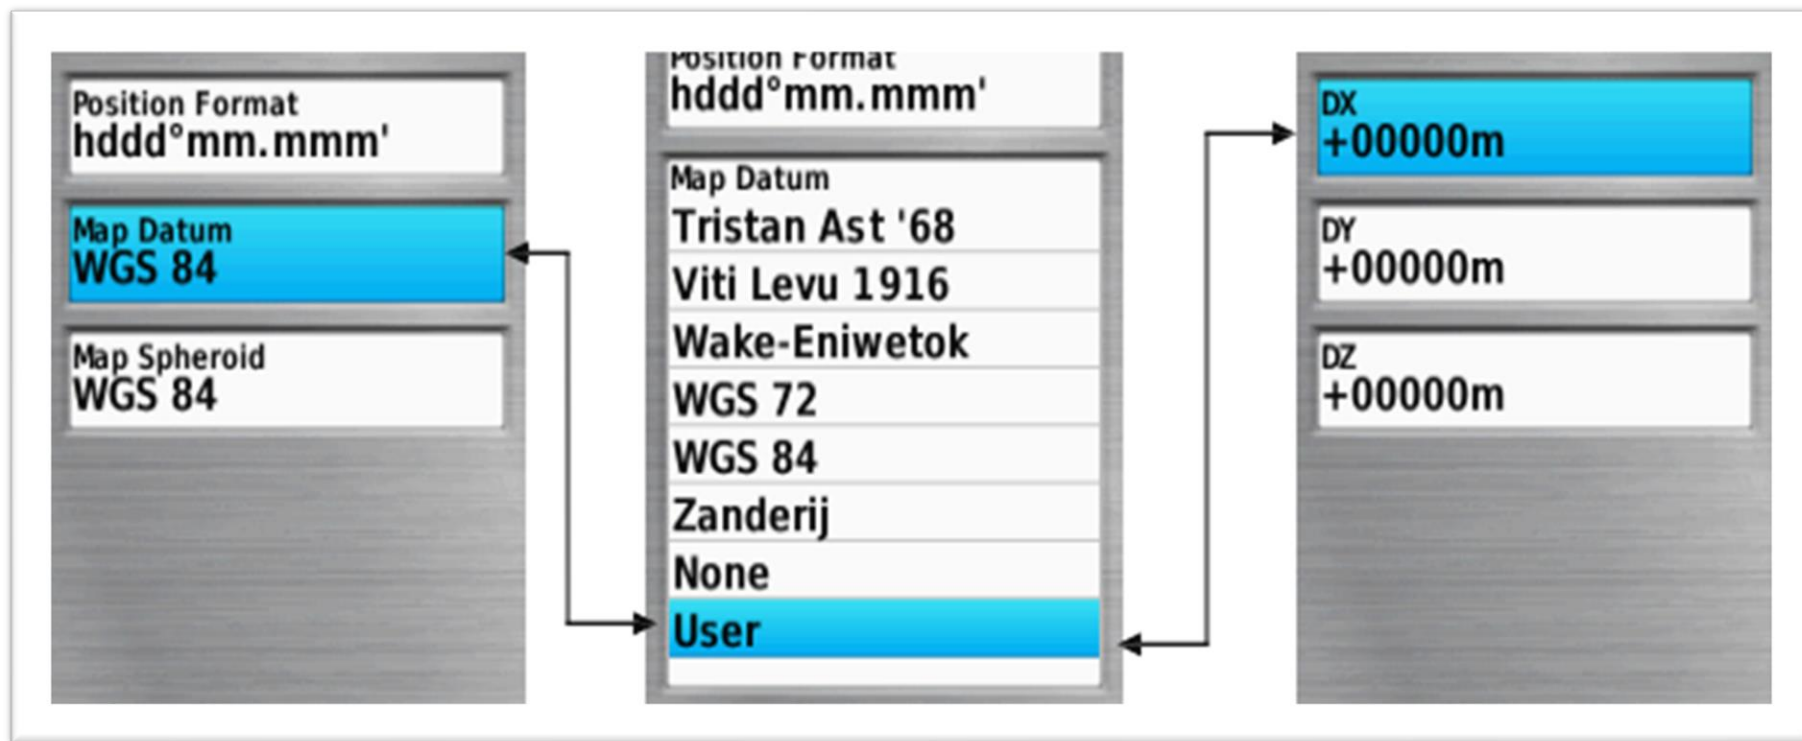 Position Format
hddd°mm.mmm'
Map Datum
WGS 84
Map Spheroid
WGS 84
Position Format
hddd°mm.mmm'
Map Datum
Tristan Ast '68
Viti Levu 1916
Wake-Eniwetok
WGS 72
WGS 84
Zanderij
None
User
DX
+00000m
DY
+00000m
DZ
+00000m